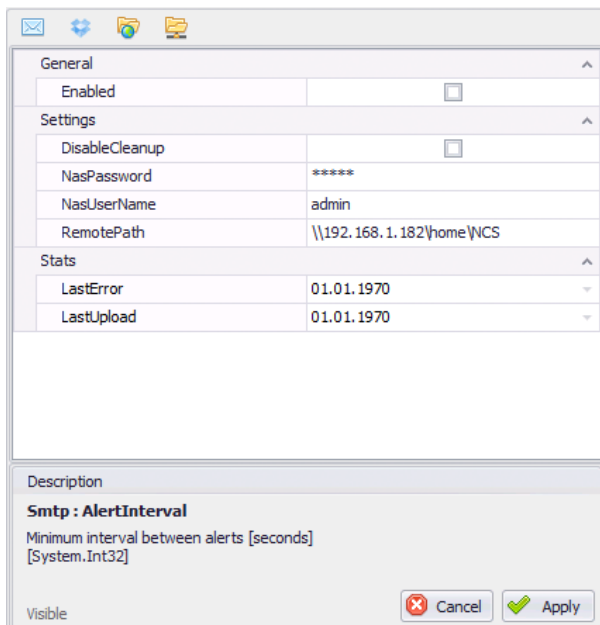 General
Enabled
Settings
DisableCleanup
NasPassword *****
NasUserName admin
RemotePath \\192.168.1.182\home\NCS
Stats
LastError 01.01.1970
LastUpload 01.01.1970
Description
Smtp : AlertInterval
Minimum interval between alerts [seconds]
[System.Int32]
Visible Cancel Apply